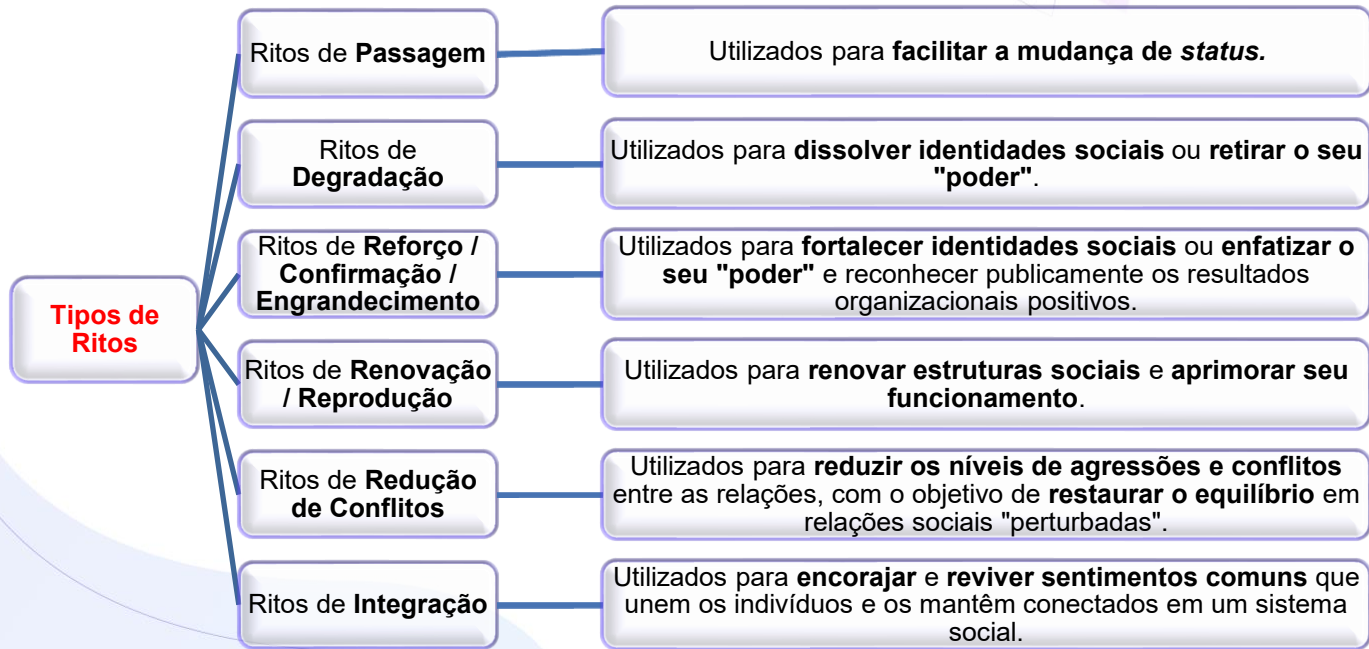 Tipos de
Ritos
Ritos de Passagem
Utilizados para facilitar a mudança de status.
Ritos de
Degradação
Utilizados para dissolver identidades sociais ou retirar o seu
"poder".
Ritos de Reforço /
Confirmação /
Engrandecimento
Utilizados para fortalecer identidades sociais ou enfatizar o
seu "poder" e reconhecer publicamente os resultados
organizacionais positivos.
Ritos de Renovação
/ Reprodução
Utilizados para renovar estruturas sociais e aprimorar seu
funcionamento.
Ritos de Redução
de Conflitos
Utilizados para reduzir os níveis de agressões e conflitos
entre as relações, com o objetivo de restaurar o equilíbrio em
relações sociais "perturbadas".
Ritos de Integração
Utilizados para encorajar e reviver sentimentos comuns que
unem os indivíduos e os mantêm conectados em um sistema
social.